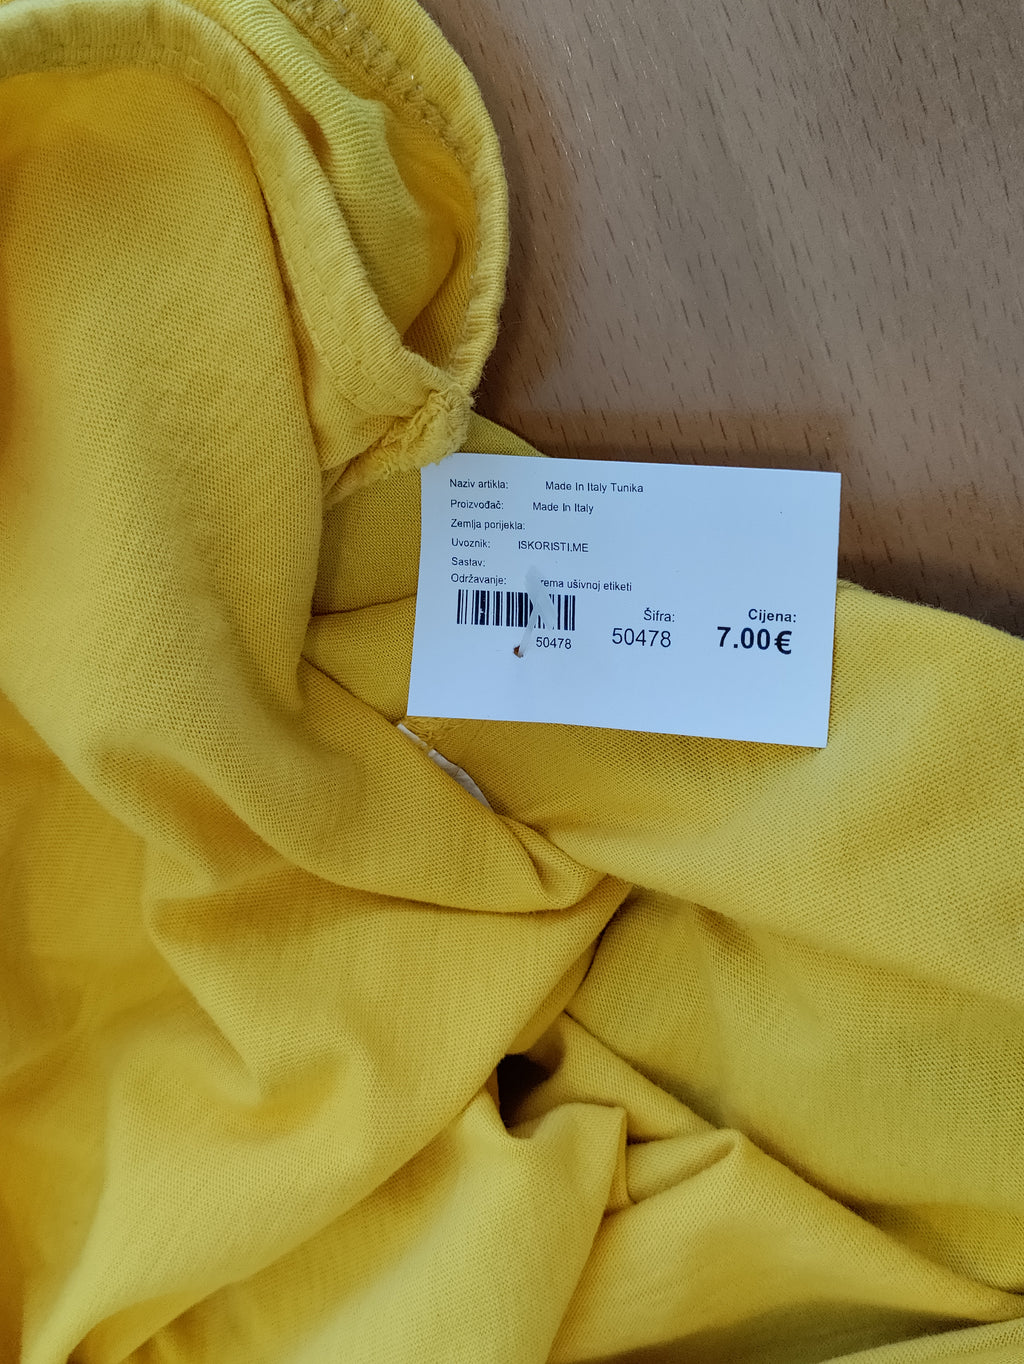 Naziv artikla: Made In Italy Tunika
Proizvođač: Made In Italy
Zemlja porijekla:
Uvoznik: ISKORISTI.ME
Sastav:
Održavanje: ušivnoj etiketi
50478
Šifra:
50478
Cijena:
7.00€